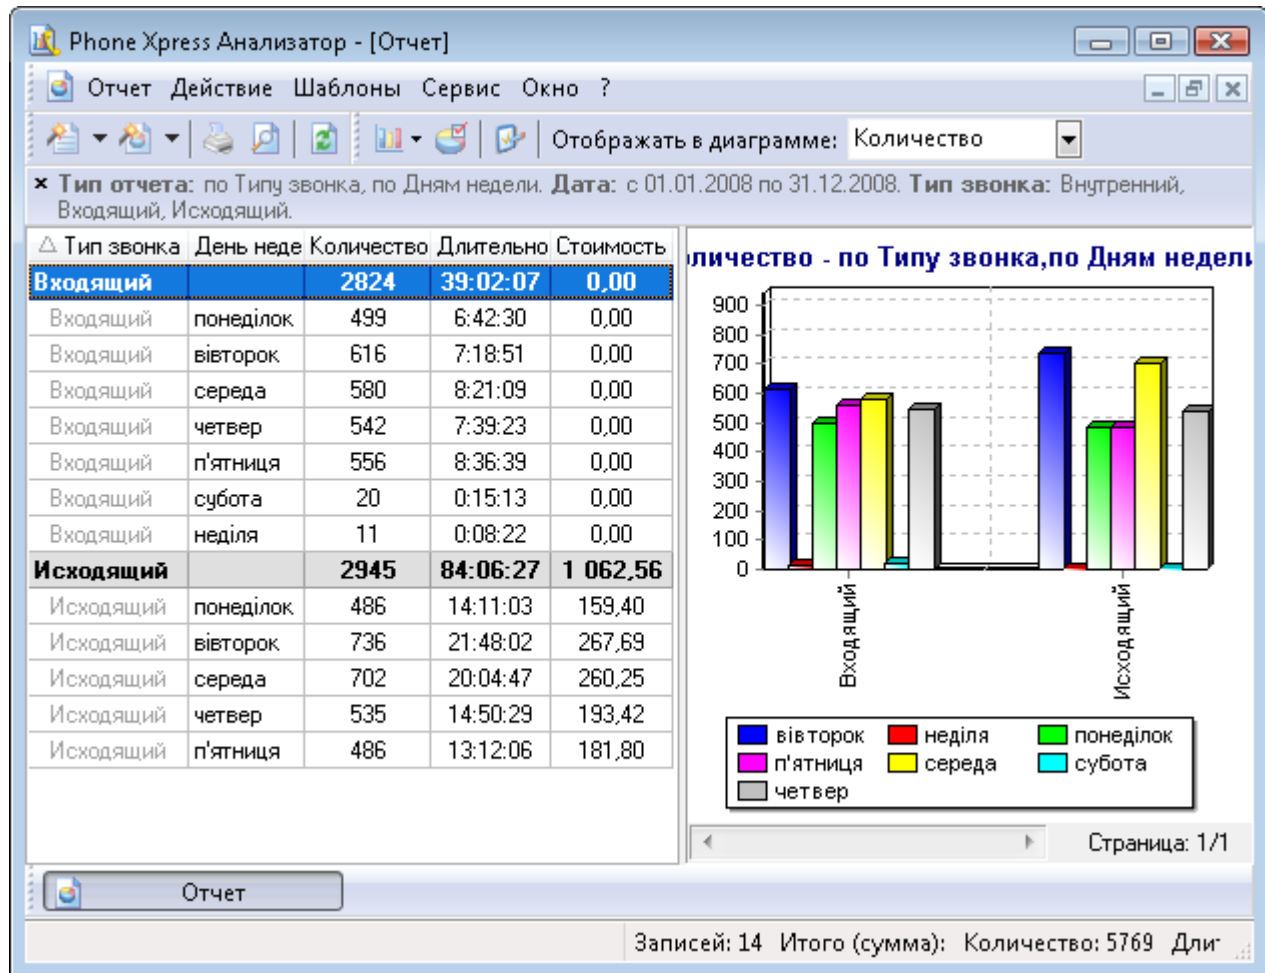 Phone Xpress Анализатор - [Отчет]
Отчет Действие Шаблоны Сервис Окно ?
Отображать в диаграмме: Количество
× Тип отчета: по Типу звонка, по Дням недели. Дата: с 01.01.2008 по 31.12.2008. Тип звонка: Внутренний,
Входящий, Исходящий.
Тип звонка День неде Количество Длительно Стоимость
Входящий 2824 39:02:07 0,00
Входящий понеділок 499 6:42:30 0,00
Входящий вівторок 616 7:18:51 0,00
Входящий середа 580 8:21:09 0,00
Входящий четвер 542 7:39:23 0,00
Входящий п'ятниця 556 8:36:39 0,00
Входящий субота 20 0:15:13 0,00
Входящий неділя 11 0:08:22 0,00
Исходящий 2945 84:06:27 1 062,56
Исходящий понеділок 486 14:11:03 159,40
Исходящий вівторок 736 21:48:02 267,69
Исходящий середа 702 20:04:47 260,25
Исходящий четвер 535 14:50:29 193,42
Исходящий п'ятниця 486 13:12:06 181,80
личество - по Типу звонка,по Дням недели
900
800
700
600
500
400
300
200
100
0
Входящий
Исходящий
вівторок неділя понеділок
п'ятниця середа субота
четвер
Страница: 1/1
Отчет
Записей: 14 Итого (сумма): Количество: 5769 Длит